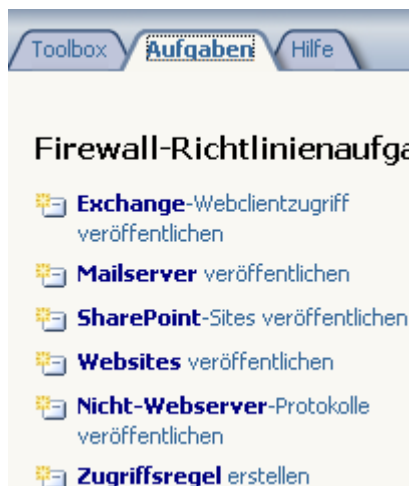 Toolbox Aufgaben Hilfe
Firewall-Richtlinienaufga
Exchange-Webclientzugriff
veröffentlichen
Mailserver veröffentlichen
SharePoint-Sites veröffentlichen
Websites veröffentlichen
Nicht-Webserver-Protokolle
veröffentlichen
Zugriffsregel erstellen